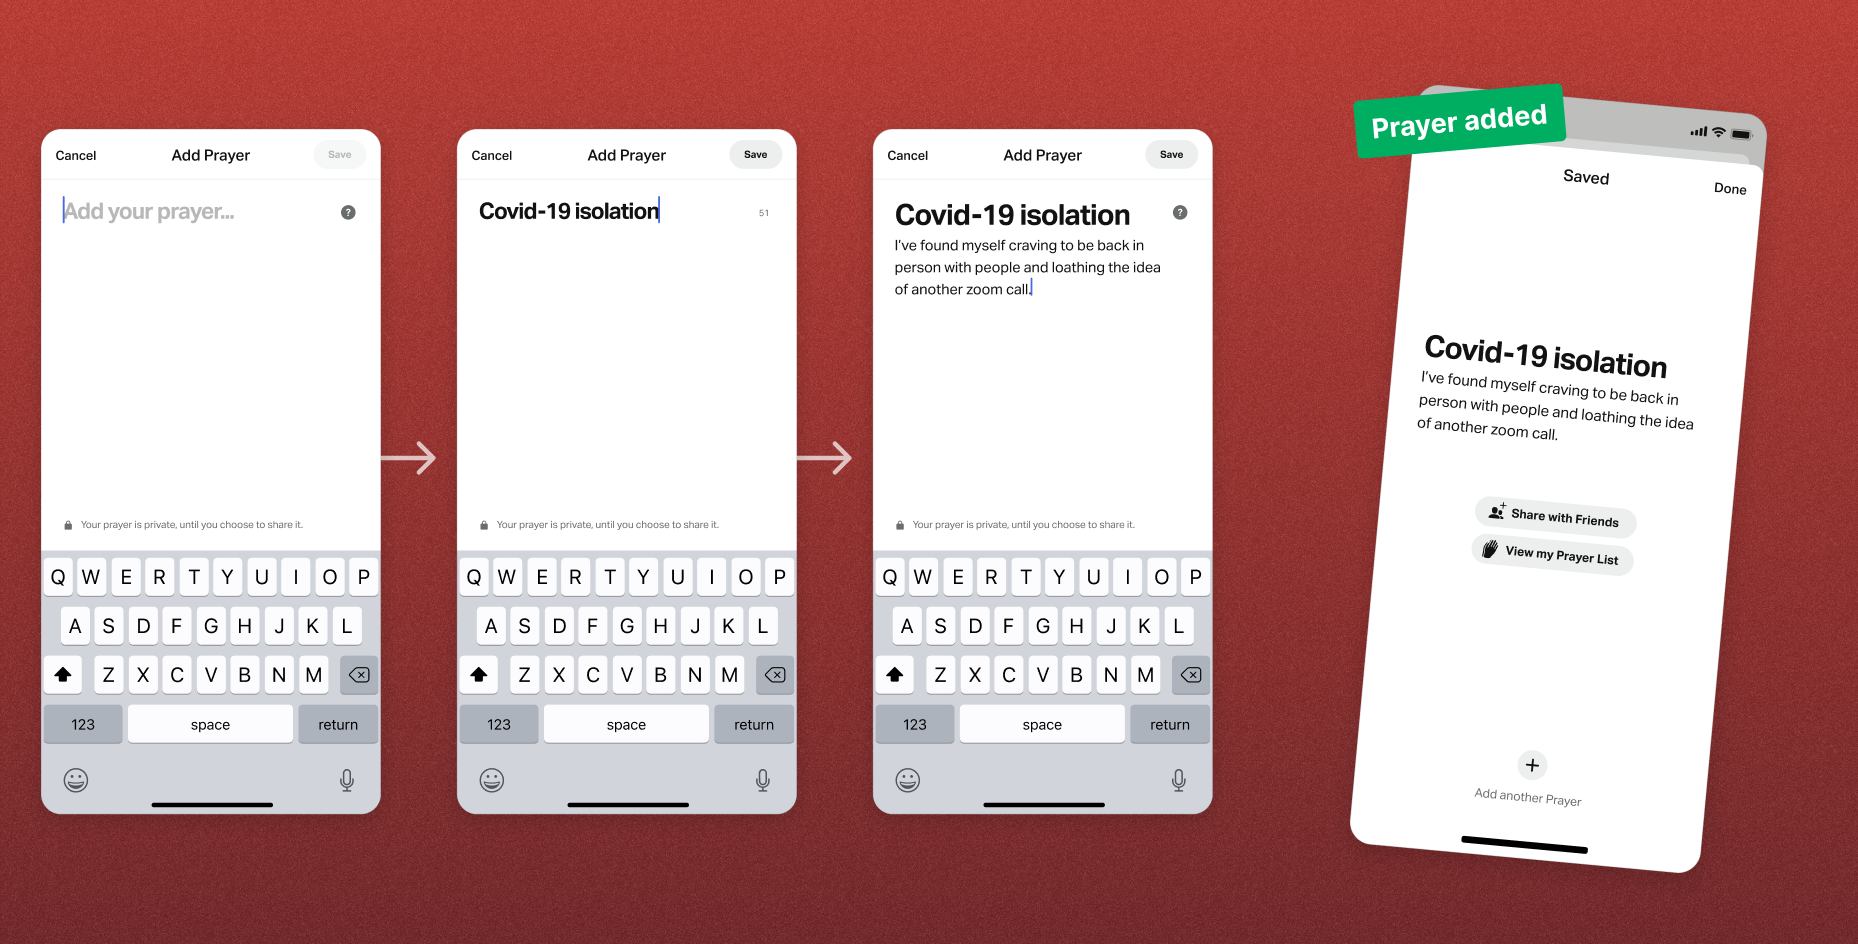 Cancel Add Prayer Save
Add your prayer... ?
Your prayer is private, until you choose to share it.
Q W E R T Y U I O P
A S D F G H J K L
Z X C V B N M
123 space return
Cancel Add Prayer Save
Covid-19 isolation 51
Your prayer is private, until you choose to share it.
Q W E R T Y U I O P
A S D F G H J K L
Z X C V B N M
123 space return
Cancel Add Prayer Save
Covid-19 isolation ?
I've found myself craving to be back in
person with people and loathing the idea
of another zoom call.
Your prayer is private, until you choose to share it.
Q W E R T Y U I O P
A S D F G H J K L
Z X C V B N M
123 space return
Prayer added
Saved Done
Covid-19 isolation
I've found myself craving to be back in
person with people and loathing the idea
of another zoom call.
Share with Friends
View my Prayer List
Add another Prayer